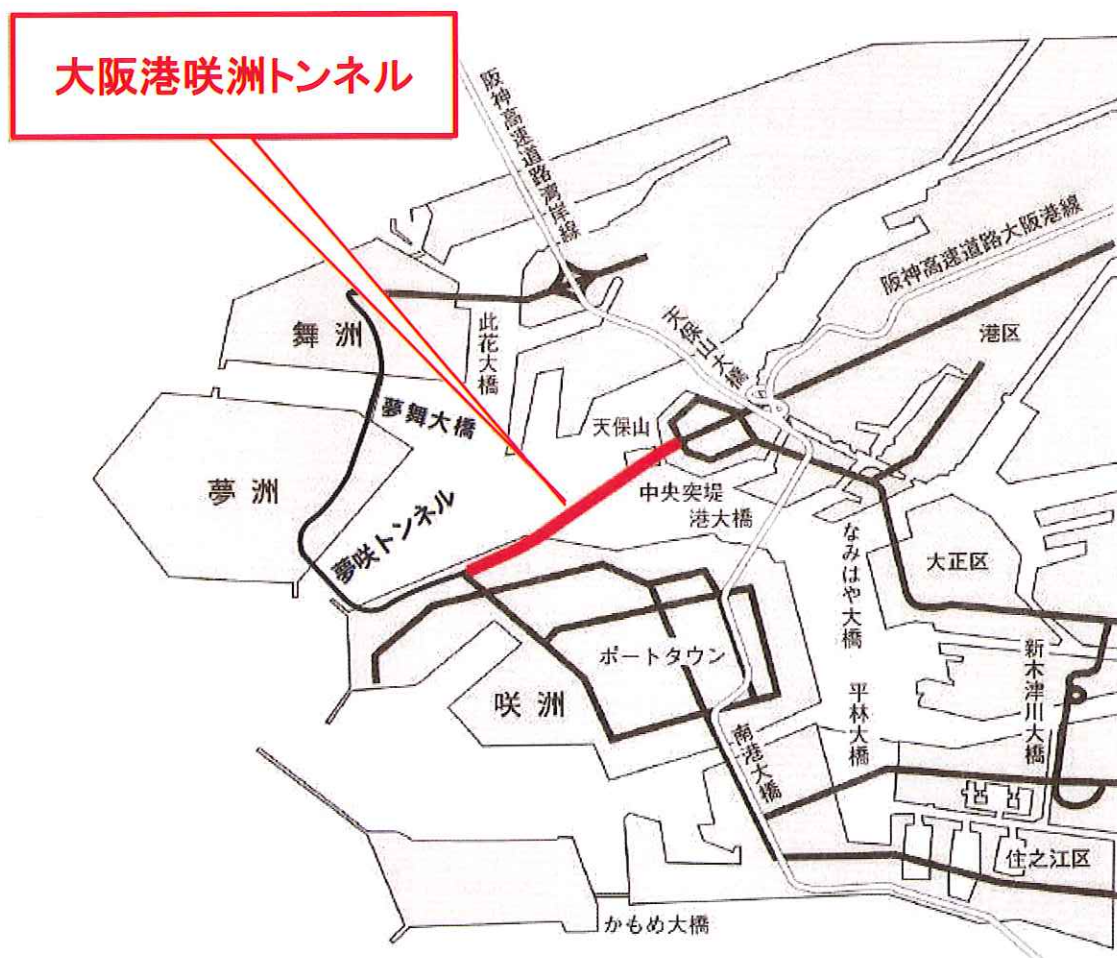 大阪港咲洲トンネル
阪神高速道路湾岸線
阪神高速道路大阪港線
天保山大橋
港区
舞洲
此花大橋
夢舞大橋
天保山
夢洲
中央突堤
港大橋
夢咲トンネル
なみはや大橋
大正区
ポートタウン
咲洲
新木津川大橋
平林大橋
南港大橋
住之江区
かもめ大橋